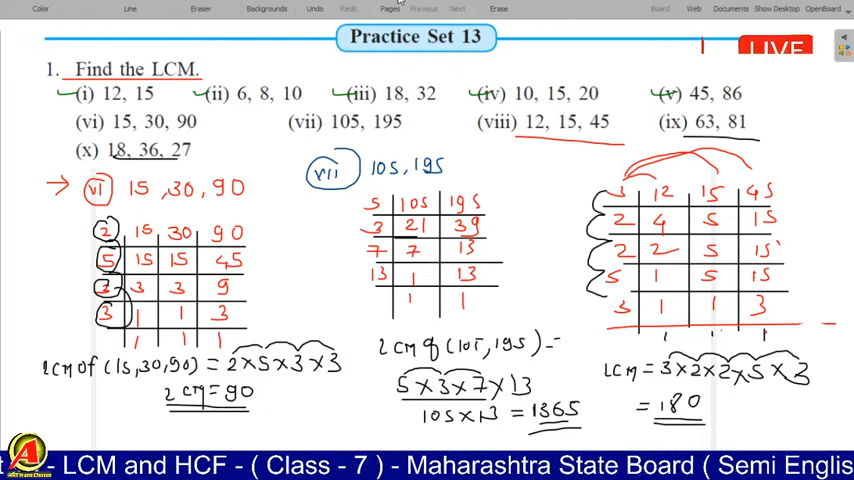 Color Line Eraser Backgrounds Undo Redo Pages Previous Next Erase Board Web Documents Show Desktop OpenBoard
Practice Set 13
LIVE
1. Find the LCM.
(i) 12, 15 (ii) 6, 8, 10 (iii) 18, 32 (iv) 10, 15, 20 (v) 45, 86
(vi) 15, 30, 90 (vii) 105, 195 (viii) 12, 15, 45 (ix) 63, 81
(x) 18, 36, 27
→ vi 15, 30, 90
2 15 30 90
5 15 15 45
3 3 3 9
3 1 1 3
1 1 1
LCM of (15,30,90) = 2×5×3×3
LCM = 90
vii 105, 195
5 105 195
3 21 39
7 7 13
13 1 13
1 1
LCM of (105,195) =
5×3×7×13
105×13 = 1365
3 12 15 45
2 4 5 15
2 2 5 15
5 1 5 15
3 1 1 3
1 1 1
LCM = 3×2×2×5×3
= 180
- LCM and HCF - ( Class - 7 ) - Maharashtra State Board ( Semi Englis